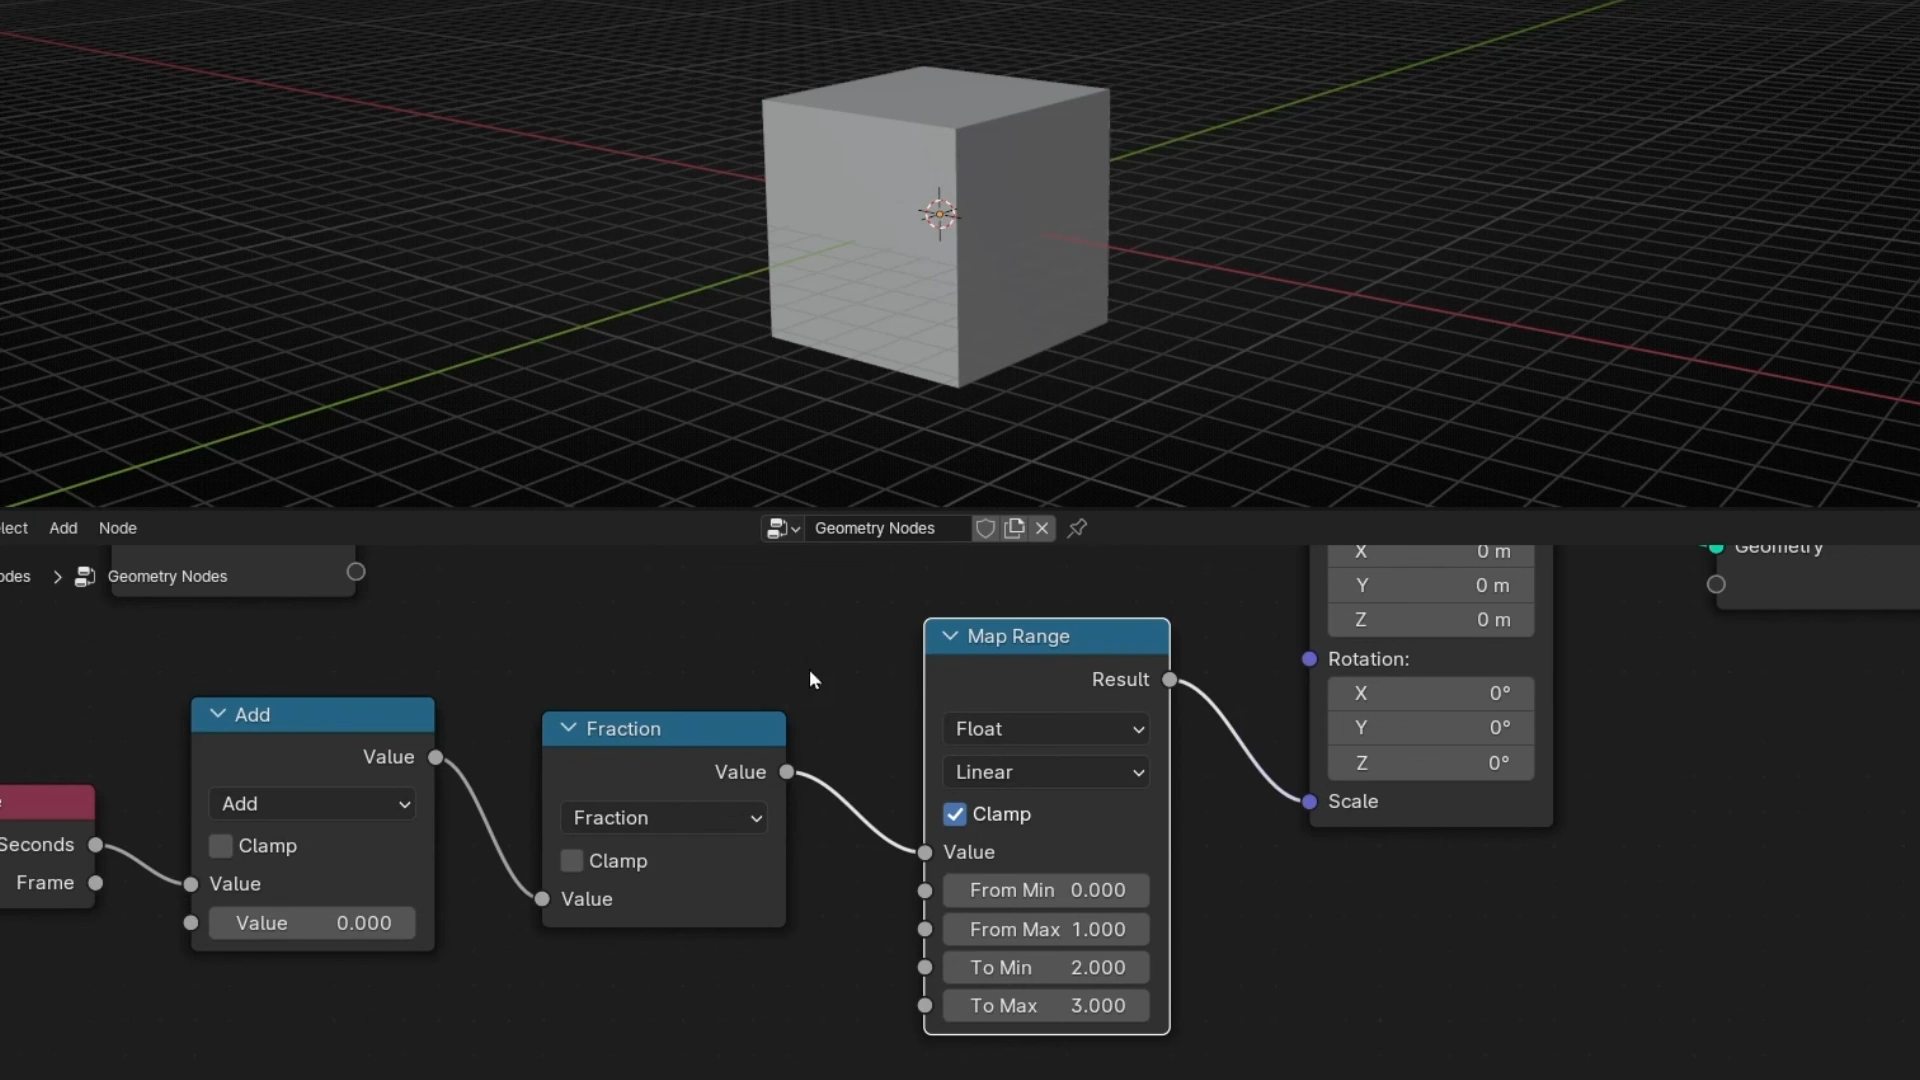 lect Add Node Geometry Nodes
odes > Geometry Nodes
X 0 m
Y 0 m
Z 0 m
Geometry
Rotation:
X 0°
Y 0°
Z 0°
Scale
Map Range
Result
Float
Linear
Clamp
Value
From Min 0.000
From Max 1.000
To Min 2.000
To Max 3.000
Fraction
Value
Fraction
Clamp
Value
Add
Value
Add
Clamp
Value
Value 0.000
Seconds
Frame